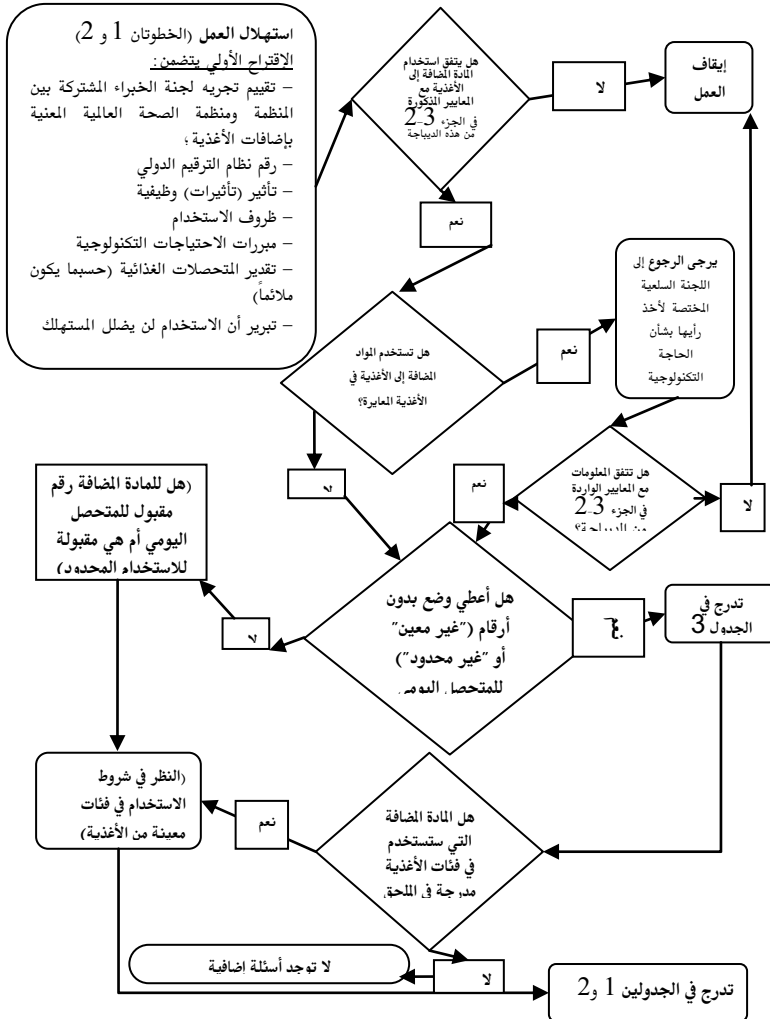 استهلال العمل (الخطوتان 1 و 2)
الاقتراح الأولي يتضمن:
– تقييم تجريه لجنة الخبراء المشتركة بين
المنظمة ومنظمة الصحة العالمية المعنية
بإضافات الأغذية؛
– رقم نظام الترقيم الدولي
– تأثير (تأثيرات) وظيفية
– ظروف الاستخدام
– مبررات الاحتياجات التكنولوجية
– تقدير المتحصلات الغذائية (حسبما يكون
ملائماً)
– تبرير أن الاستخدام لن يضلل المستهلك
هل يتفق استخدام
المادة المضافة إلى
الأغذية مع
المعايير المذكورة
في الجزء 3-2
من هذه الديباجة
لا
إيقاف
العمل
نعم
هل تستخدم المواد
المضافة إلى الأغذية في
الأغذية المعايرة؟
نعم
يرجى الرجوع إلى
اللجنة السلعية
المختصة لأخذ
رأيها بشأن
الحاجة
التكنولوجية
لا
هل تتفق المعلومات
مع المعايير الواردة
في الجزء 3-2
من الديباجة؟
نعم
لا
هل أعطي وضع بدون
أرقام ("غير معين"
أو "غير محدود")
للمتحصل اليومي
لا
(هل للمادة المضافة رقم
مقبول للمتحصل
اليومي أم هي مقبولة
للاستخدام المحدود)
تدرج في
الجدول 3
هل المادة المضافة
التي ستستخدم
في فئات الأغذية
مدرجة في الملحق
نعم
(النظر في شروط
الاستخدام في فئات
معينة من الأغذية)
لا
لا توجد أسئلة إضافية
تدرج في الجدولين 1 و2